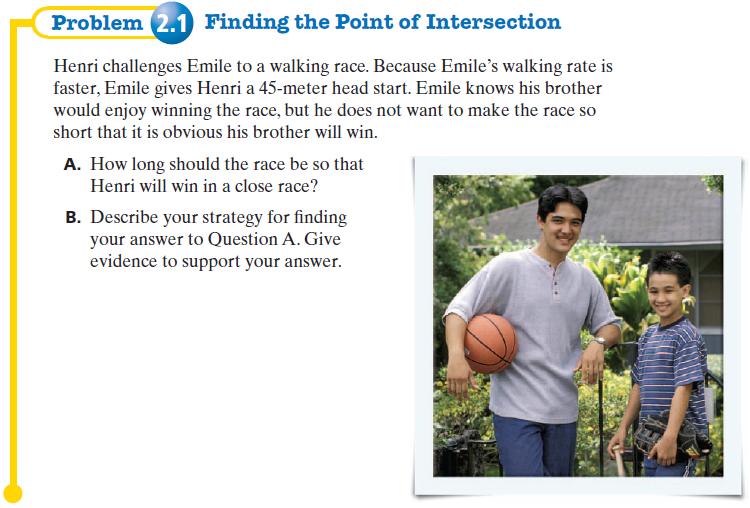 Problem 2.1 Finding the Point of Intersection
Henri challenges Emile to a walking race. Because Emile's walking rate is
faster, Emile gives Henri a 45-meter head start. Emile knows his brother
would enjoy winning the race, but he does not want to make the race so
short that it is obvious his brother will win.
A. How long should the race be so that
Henri will win in a close race?
B. Describe your strategy for finding
your answer to Question A. Give
evidence to support your answer.